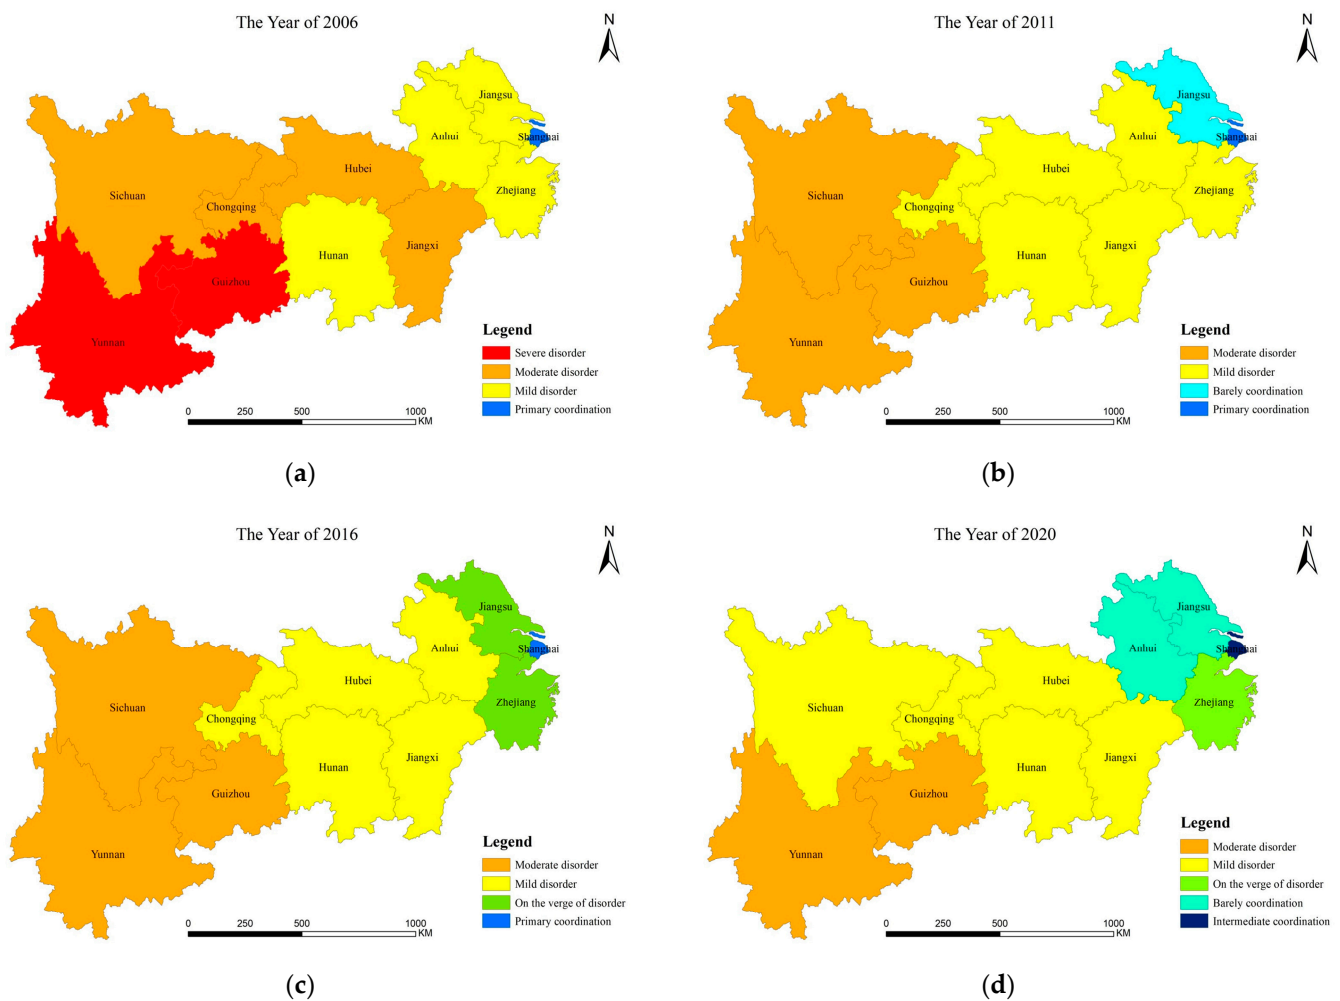 The Year of 2006
N
Jiangsu
Anhui
Shanghai
Hubei
Zhejiang
Sichuan
Chongqing
Jiangxi
Hunan
Guizhou
Yunnan
Legend
Severe disorder
Moderate disorder
Mild disorder
Primary coordination
0 500 1000
KM
(a)
The Year of 2011
N
Jiangsu
Anhui
Shanghai
Hubei
Zhejiang
Sichuan
Chongqing
Jiangxi
Hunan
Guizhou
Yunnan
Legend
Moderate disorder
Mild disorder
Barely coordination
Primary coordination
0 250 500 1000
KM
(b)
The Year of 2016
N
Jiangsu
Anhui
Shanghai
Hubei
Zhejiang
Sichuan
Chongqing
Jiangxi
Hunan
Guizhou
Yunnan
Legend
Moderate disorder
Mild disorder
On the verge of disorder
Primary coordination
0 250 500 1000
KM
(c)
The Year of 2020
N
Jiangsu
Anhui
Shanghai
Hubei
Zhejiang
Sichuan
Chongqing
Jiangxi
Hunan
Guizhou
Yunnan
Legend
Moderate disorder
Mild disorder
On the verge of disorder
Barely coordination
Intermediate coordination
0 250 500 1000
KM
(d)